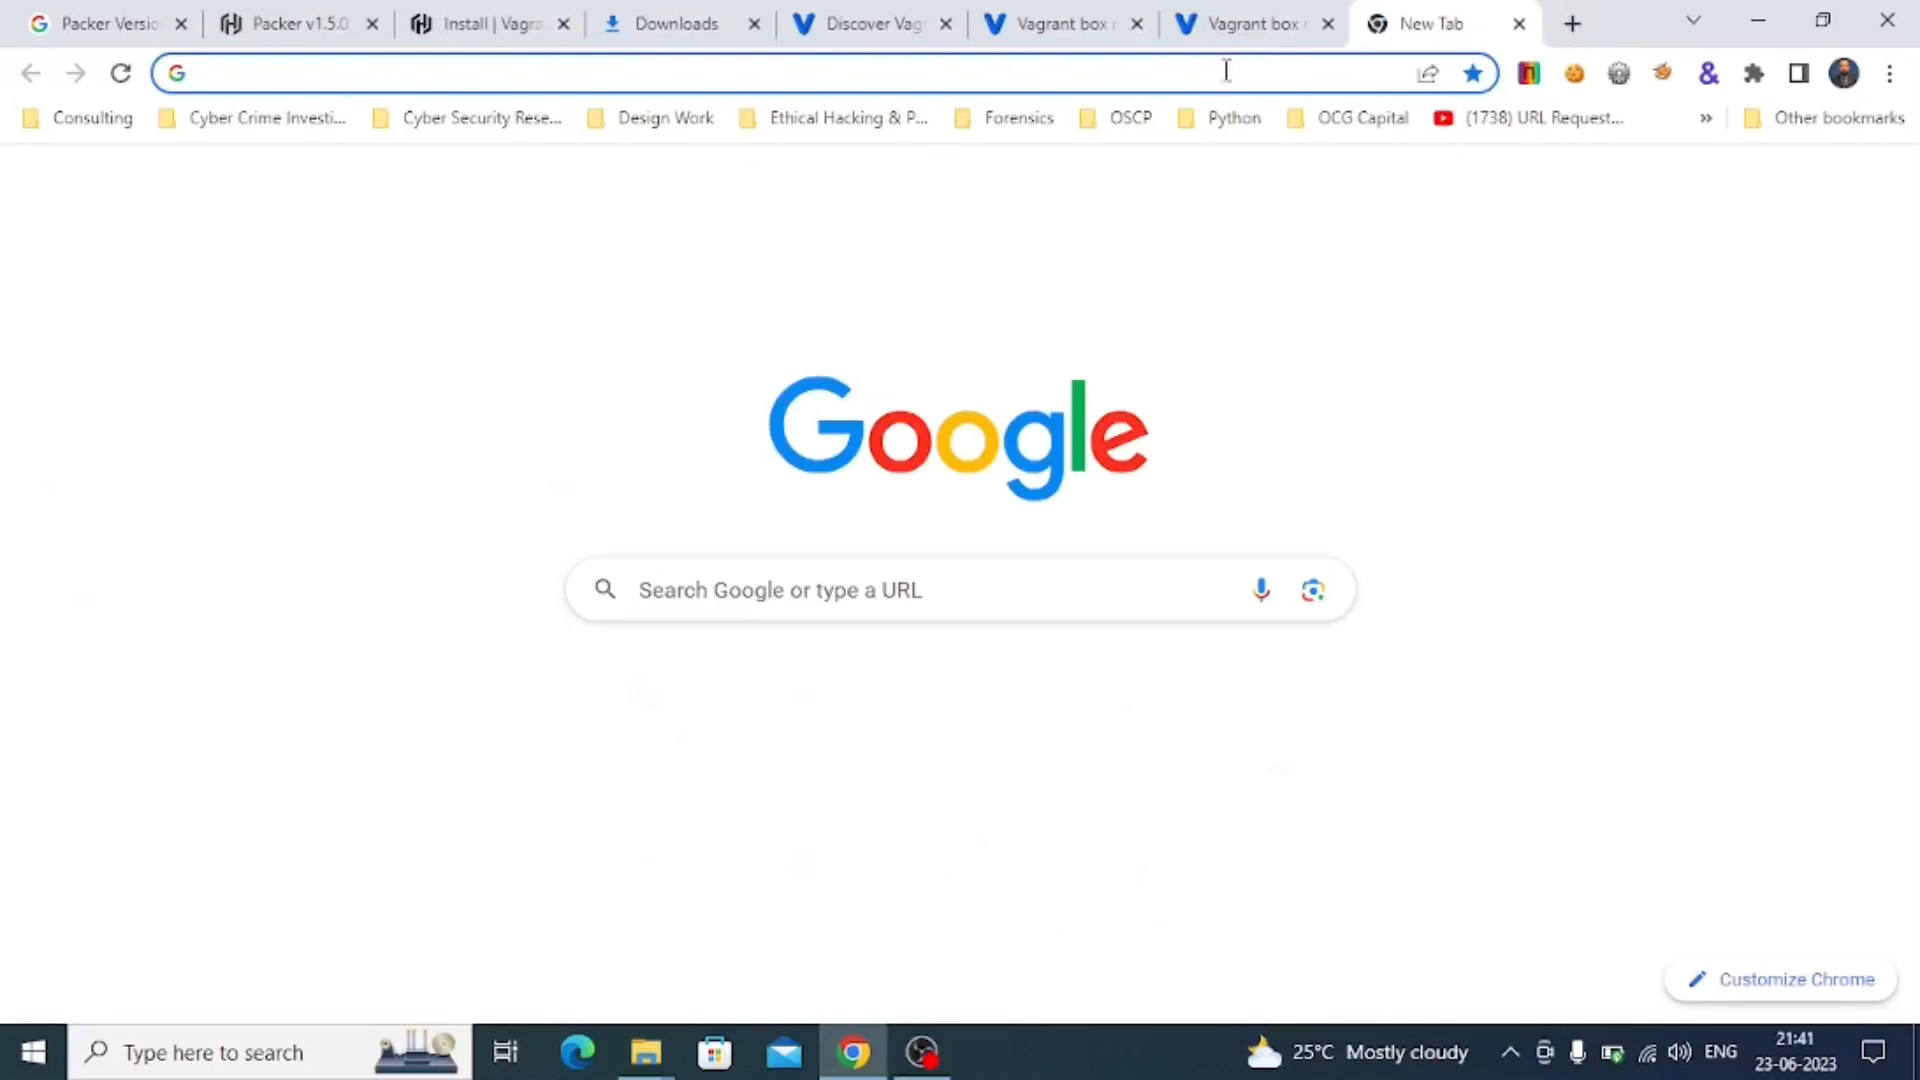 Packer Versio
Packer v1.5.0
Install | Vagra
Downloads
Discover Vag
Vagrant box r
Vagrant box r
New Tab
Consulting
Cyber Crime Investi...
Cyber Security Rese...
Design Work
Ethical Hacking & P...
Forensics
OSCP
Python
OCG Capital
(1738) URL Request...
»
Other bookmarks
Google
Search Google or type a URL
Customize Chrome
Type here to search
25°C Mostly cloudy
ENG
21:41
23-06-2023